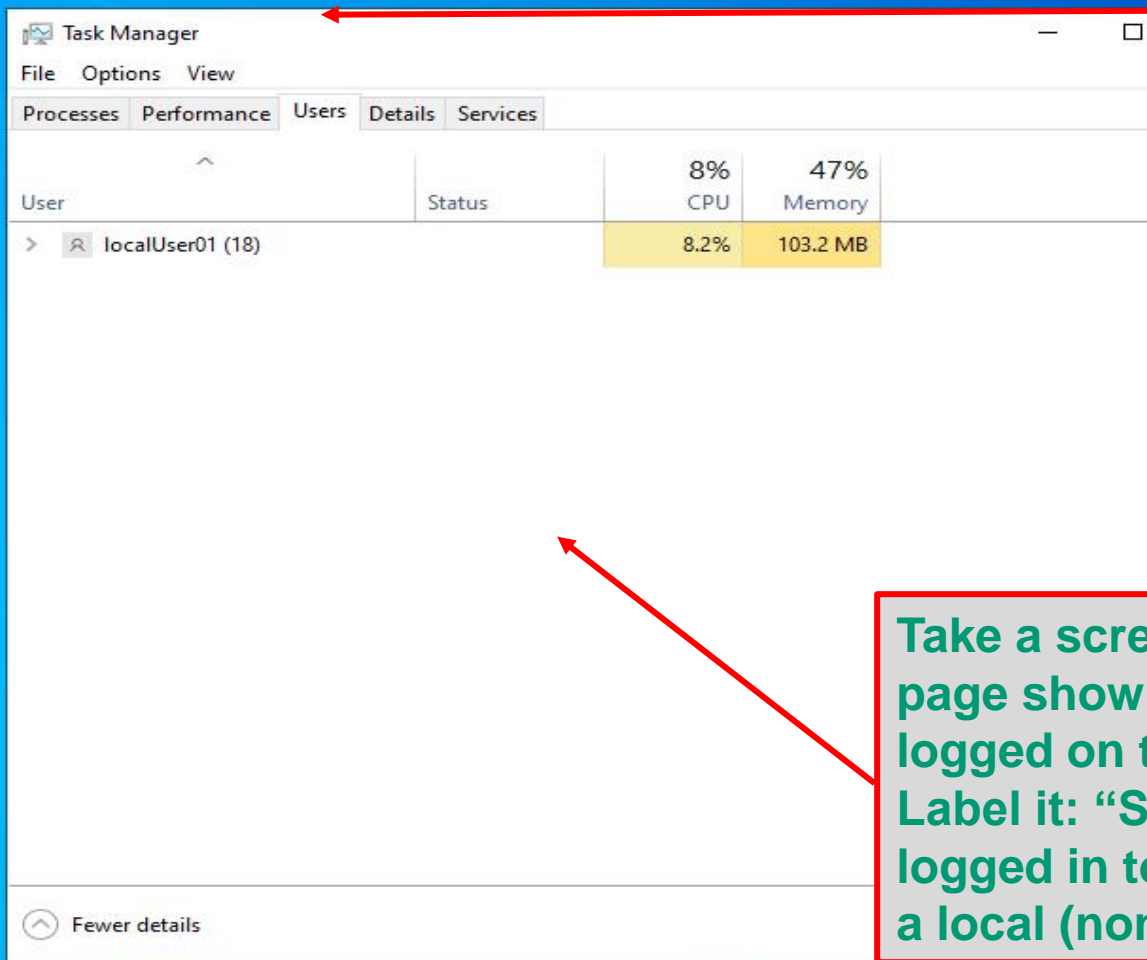 Task Manager
File Options View
Processes Performance Users Details Services
8% 47%
User Status CPU Memory
localUser01 (18) 8.2% 103.2 MB
Take a scre
page show
logged on t
Label it: “S
logged in to
a local (nor
Fewer details